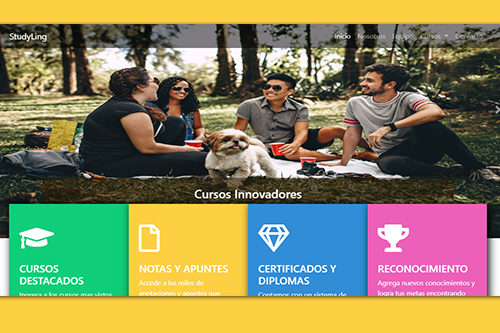 StudyLing
Inicio Nosotros Equipos Cursos Contacto
Cursos Innovadores
CURSOS
DESTACADOS
Ingresa a los cursos mas vistos
NOTAS Y APUNTES
Accede a las miles de
anotaciones y apuntes que
CERTIFICADOS Y
DIPLOMAS
Contamos con un sistema de
RECONOCIMIENTO
Agrega nuevos conocimientos y
logra tus metas encontrando